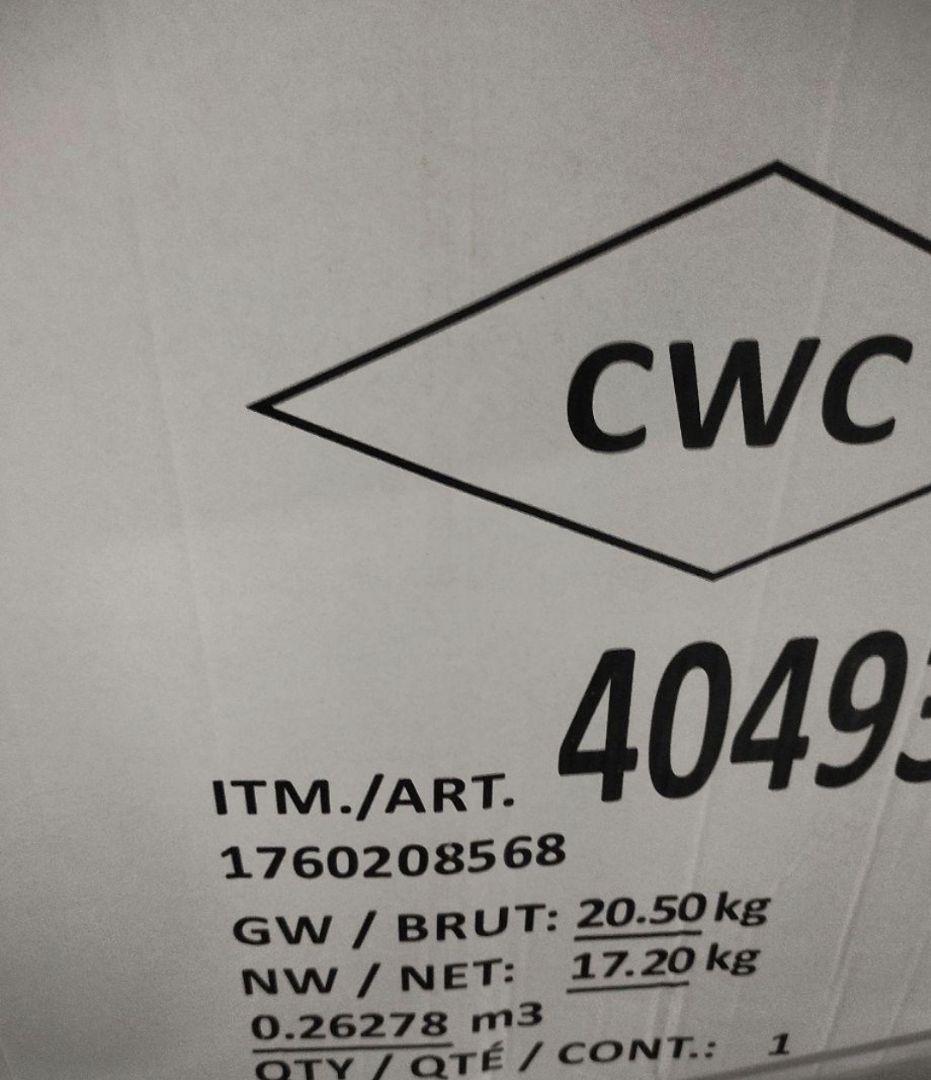 CWC
ITM./ART. 4049
1760208568
GW / BRUT: 20.50 kg
NW / NET: 17.20 kg
0.26278 m3
QTY / QTÉ / CONT.: 1